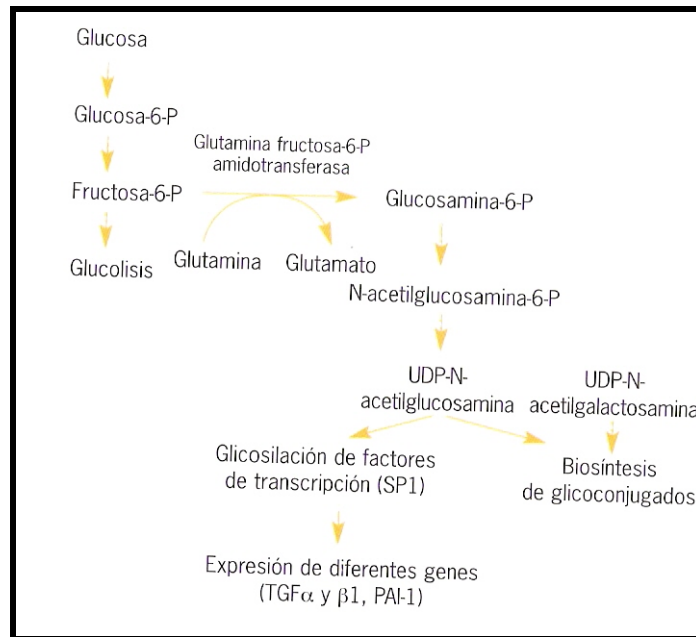 Glucosa
Glucosa-6-P
Glutamina fructosa-6-P
amidotransferasa
Fructosa-6-P
Glucosamina-6-P
Glucolisis
Glutamina
Glutamato
N-acetilglucosamina-6-P
UDP-N-
acetilglucosamina
UDP-N-
acetilgalactosamina
Glicosilación de factores
de transcripción (SP1)
Biosíntesis
de glicoconjugados
Expresión de diferentes genes
(TGFα y β1, PAI-1)